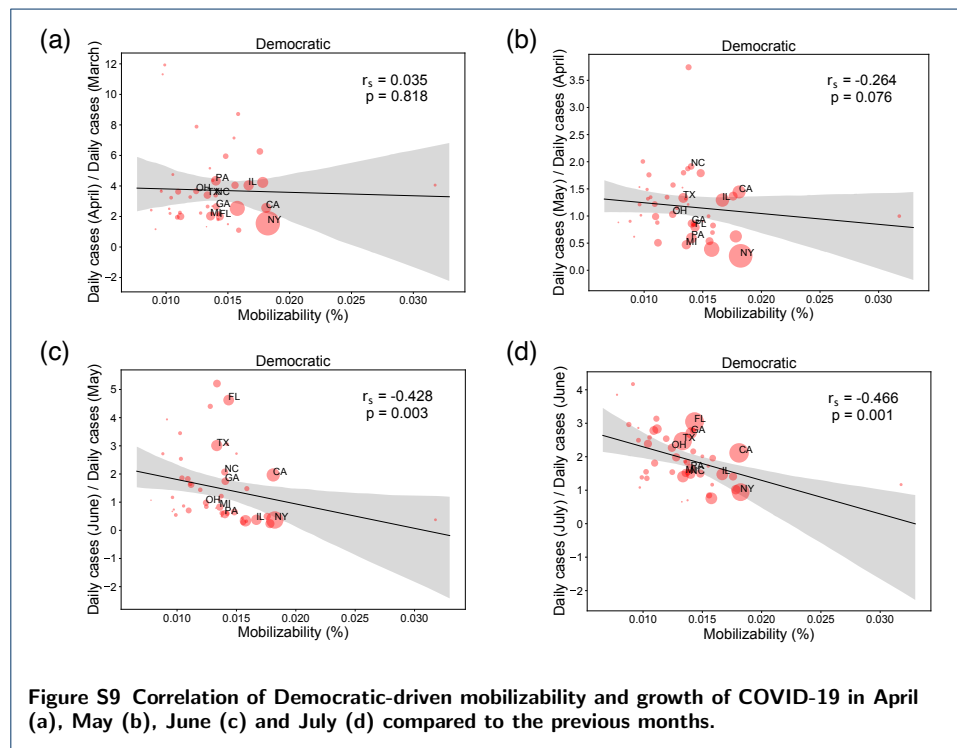 (a)
Democratic
r_s = 0.035
p = 0.818
Daily cases (April) / Daily cases (March)
12
10
8
6
4
2
0
−2
PA
IL
OH
TX
NC
GA
CA
MI
FL
NY
0.010 0.015 0.020 0.025 0.030
Mobilizability (%)
(b)
Democratic
r_s = -0.264
p = 0.076
Daily cases (May) / Daily cases (April)
3.5
3.0
2.5
2.0
1.5
1.0
0.5
0.0
NC
TX
CA
IL
OH
GA
FL
PA
MI
NY
0.010 0.015 0.020 0.025 0.030
Mobilizability (%)
(c)
Democratic
r_s = -0.428
p = 0.003
Daily cases (June) / Daily cases (May)
5
4
3
2
1
0
−1
−2
FL
TX
NC
CA
GA
OH
MI
PA
IL
NY
0.010 0.015 0.020 0.025 0.030
Mobilizability (%)
(d)
Democratic
r_s = -0.466
p = 0.001
Daily cases (July) / Daily cases (June)
4
3
2
1
0
−1
−2
FL
GA
TX
OH
CA
PA
MI
NC
IL
NY
0.010 0.015 0.020 0.025 0.030
Mobilizability (%)
Figure S9 Correlation of Democratic-driven mobilizability and growth of COVID-19 in April
(a), May (b), June (c) and July (d) compared to the previous months.